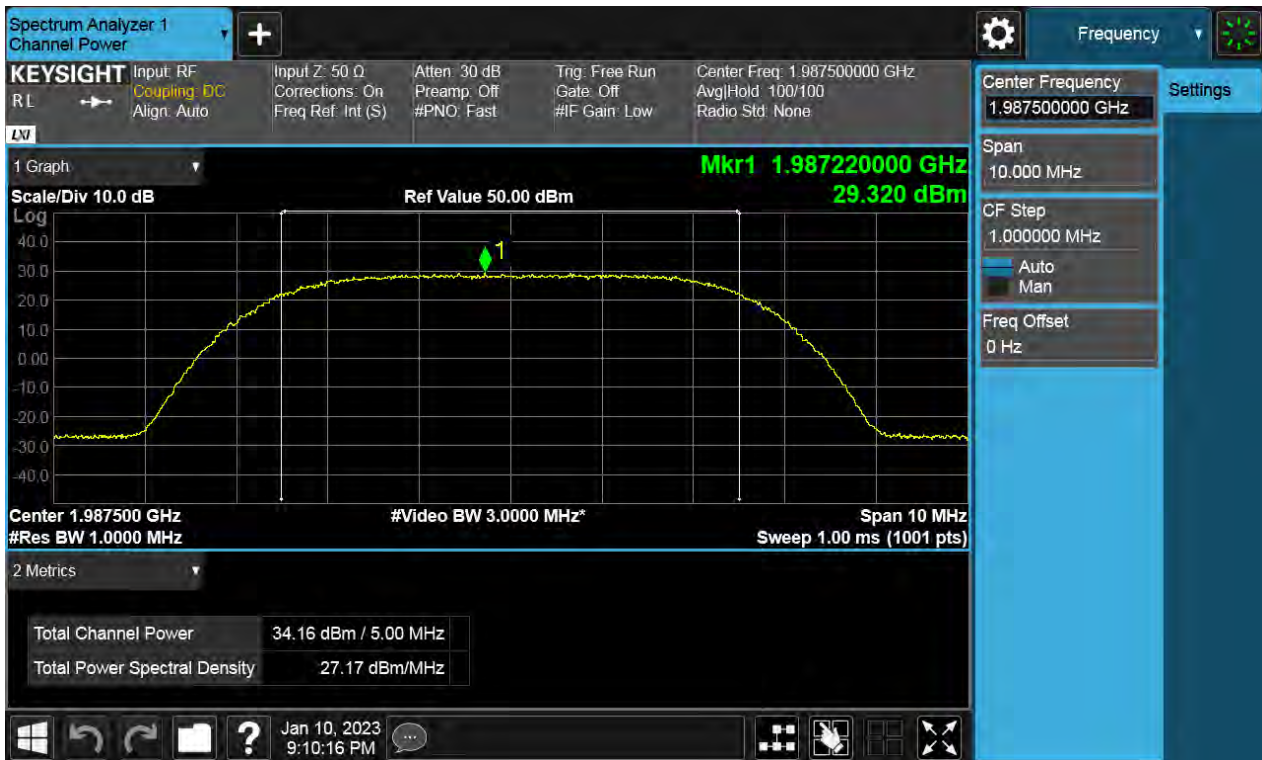 Spectrum Analyzer 1
Channel Power
+
Frequency
KEYSIGHT
R L
LXI
Input: RF
Coupling: DC
Align: Auto
Input Z: 50 Ω
Corrections: On
Freq Ref: Int (S)
Atten: 30 dB
Preamp: Off
#PNO: Fast
Trig: Free Run
Gate: Off
#IF Gain: Low
Center Freq: 1.987500000 GHz
Avg|Hold: 100/100
Radio Std: None
Center Frequency
1.987500000 GHz
Settings
Span
10.000 MHz
CF Step
1.000000 MHz
Auto
Man
Freq Offset
0 Hz
1 Graph
Mkr1 1.987220000 GHz
29.320 dBm
Scale/Div 10.0 dB
Ref Value 50.00 dBm
Log
40.0
30.0
20.0
10.0
0.00
-10.0
-20.0
-30.0
-40.0
1
Center 1.987500 GHz
#Video BW 3.0000 MHz*
Span 10 MHz
#Res BW 1.0000 MHz
Sweep 1.00 ms (1001 pts)
2 Metrics
Total Channel Power 34.16 dBm / 5.00 MHz
Total Power Spectral Density 27.17 dBm/MHz
?
Jan 10, 2023
9:10:16 PM